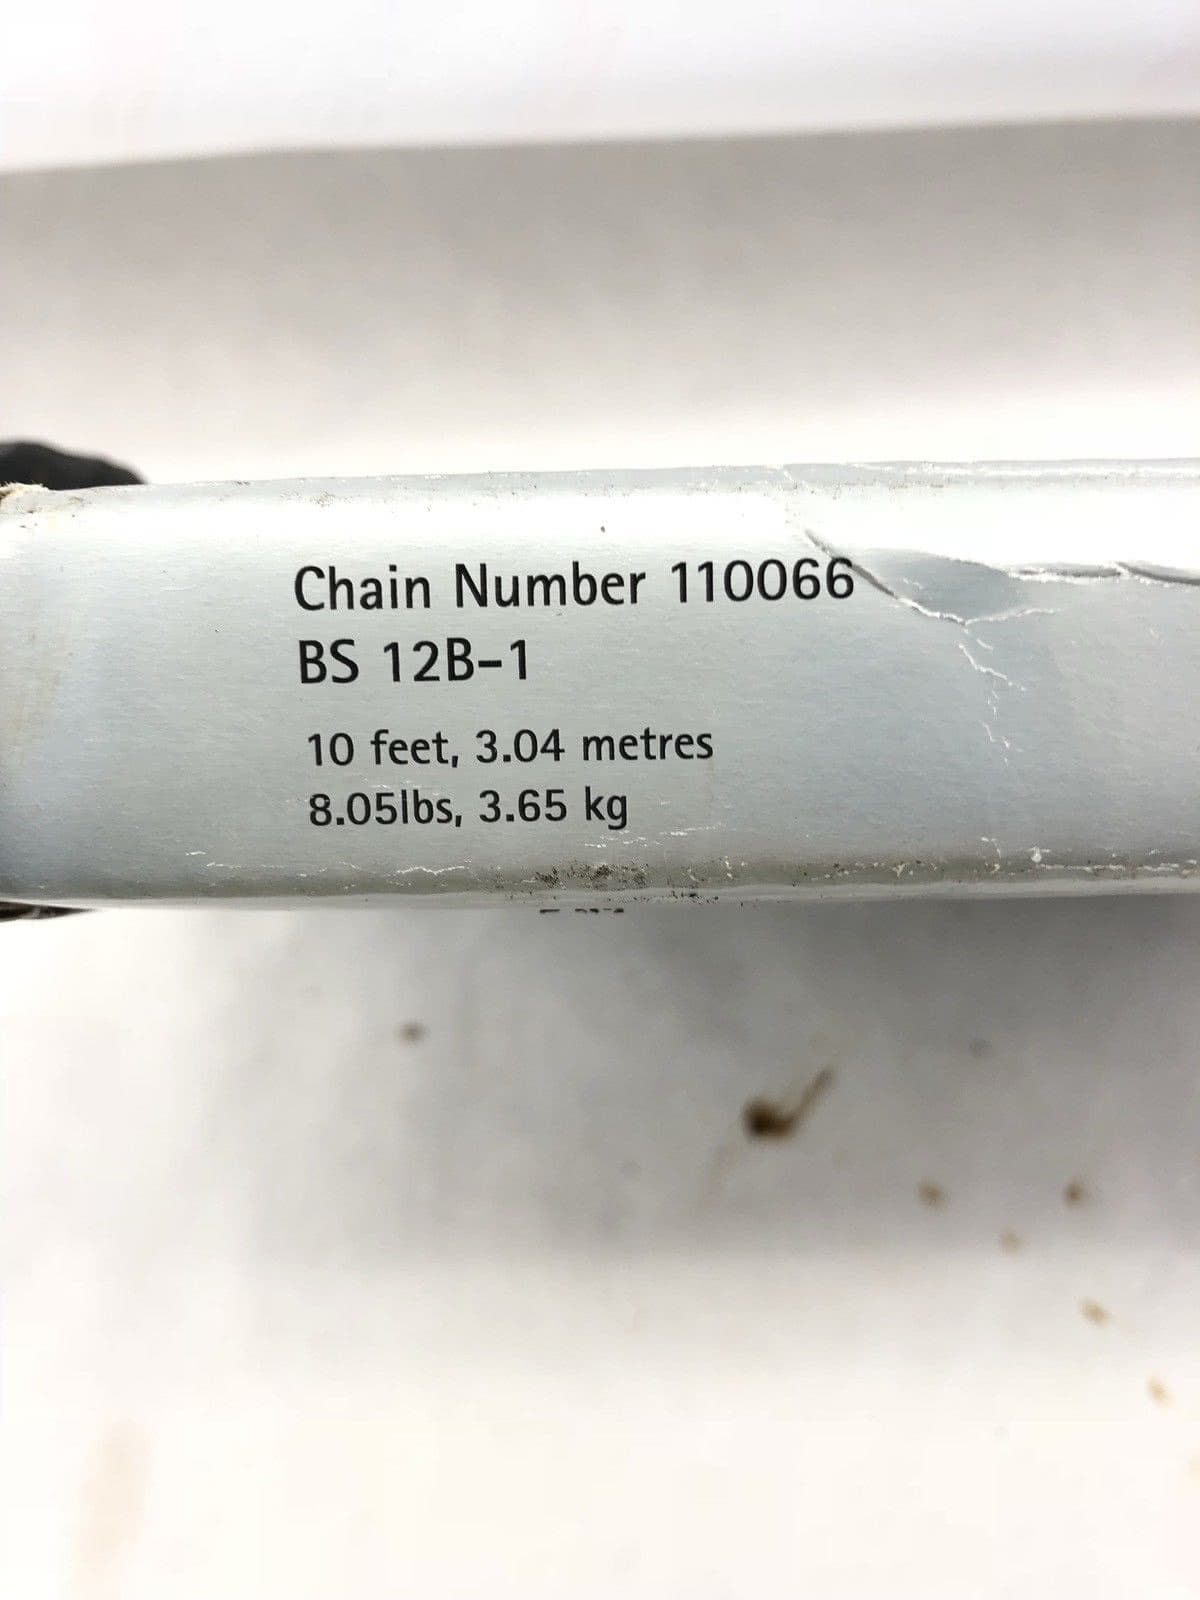 Chain Number 110066
BS 12B-1
10 feet, 3.04 metres
8.05lbs, 3.65 kg